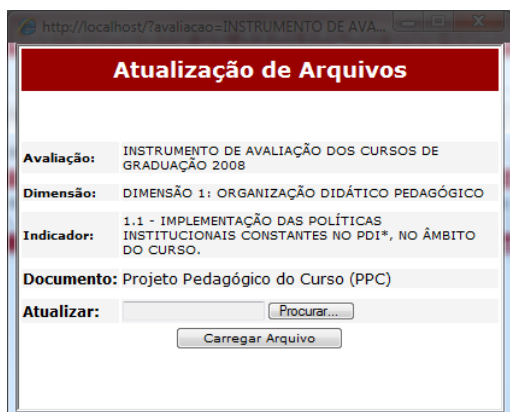 http://localhost/?avaliacao=INSTRUMENTO DE AVA...
Atualização de Arquivos
Avaliação: INSTRUMENTO DE AVALIAÇÃO DOS CURSOS DE
GRADUAÇÃO 2008
Dimensão: DIMENSÃO 1: ORGANIZAÇÃO DIDÁTICO PEDAGÓGICO
1.1 - IMPLEMENTAÇÃO DAS POLÍTICAS
Indicador: INSTITUCIONAIS CONSTANTES NO PDI*, NO ÂMBITO
DO CURSO.
Documento: Projeto Pedagógico do Curso (PPC)
Atualizar: Procurar...
Carregar Arquivo